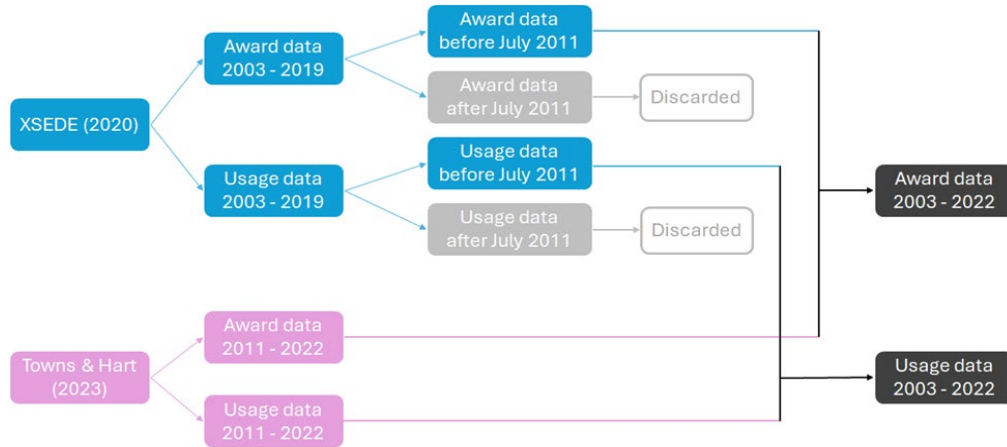 XSEDE (2020)
Award data
2003 - 2019
Usage data
2003 - 2019
Award data
before July 2011
Award data
after July 2011
Discarded
Usage data
before July 2011
Usage data
after July 2011
Discarded
Towns & Hart
(2023)
Award data
2011 - 2022
Usage data
2011 - 2022
Award data
2003 - 2022
Usage data
2003 - 2022